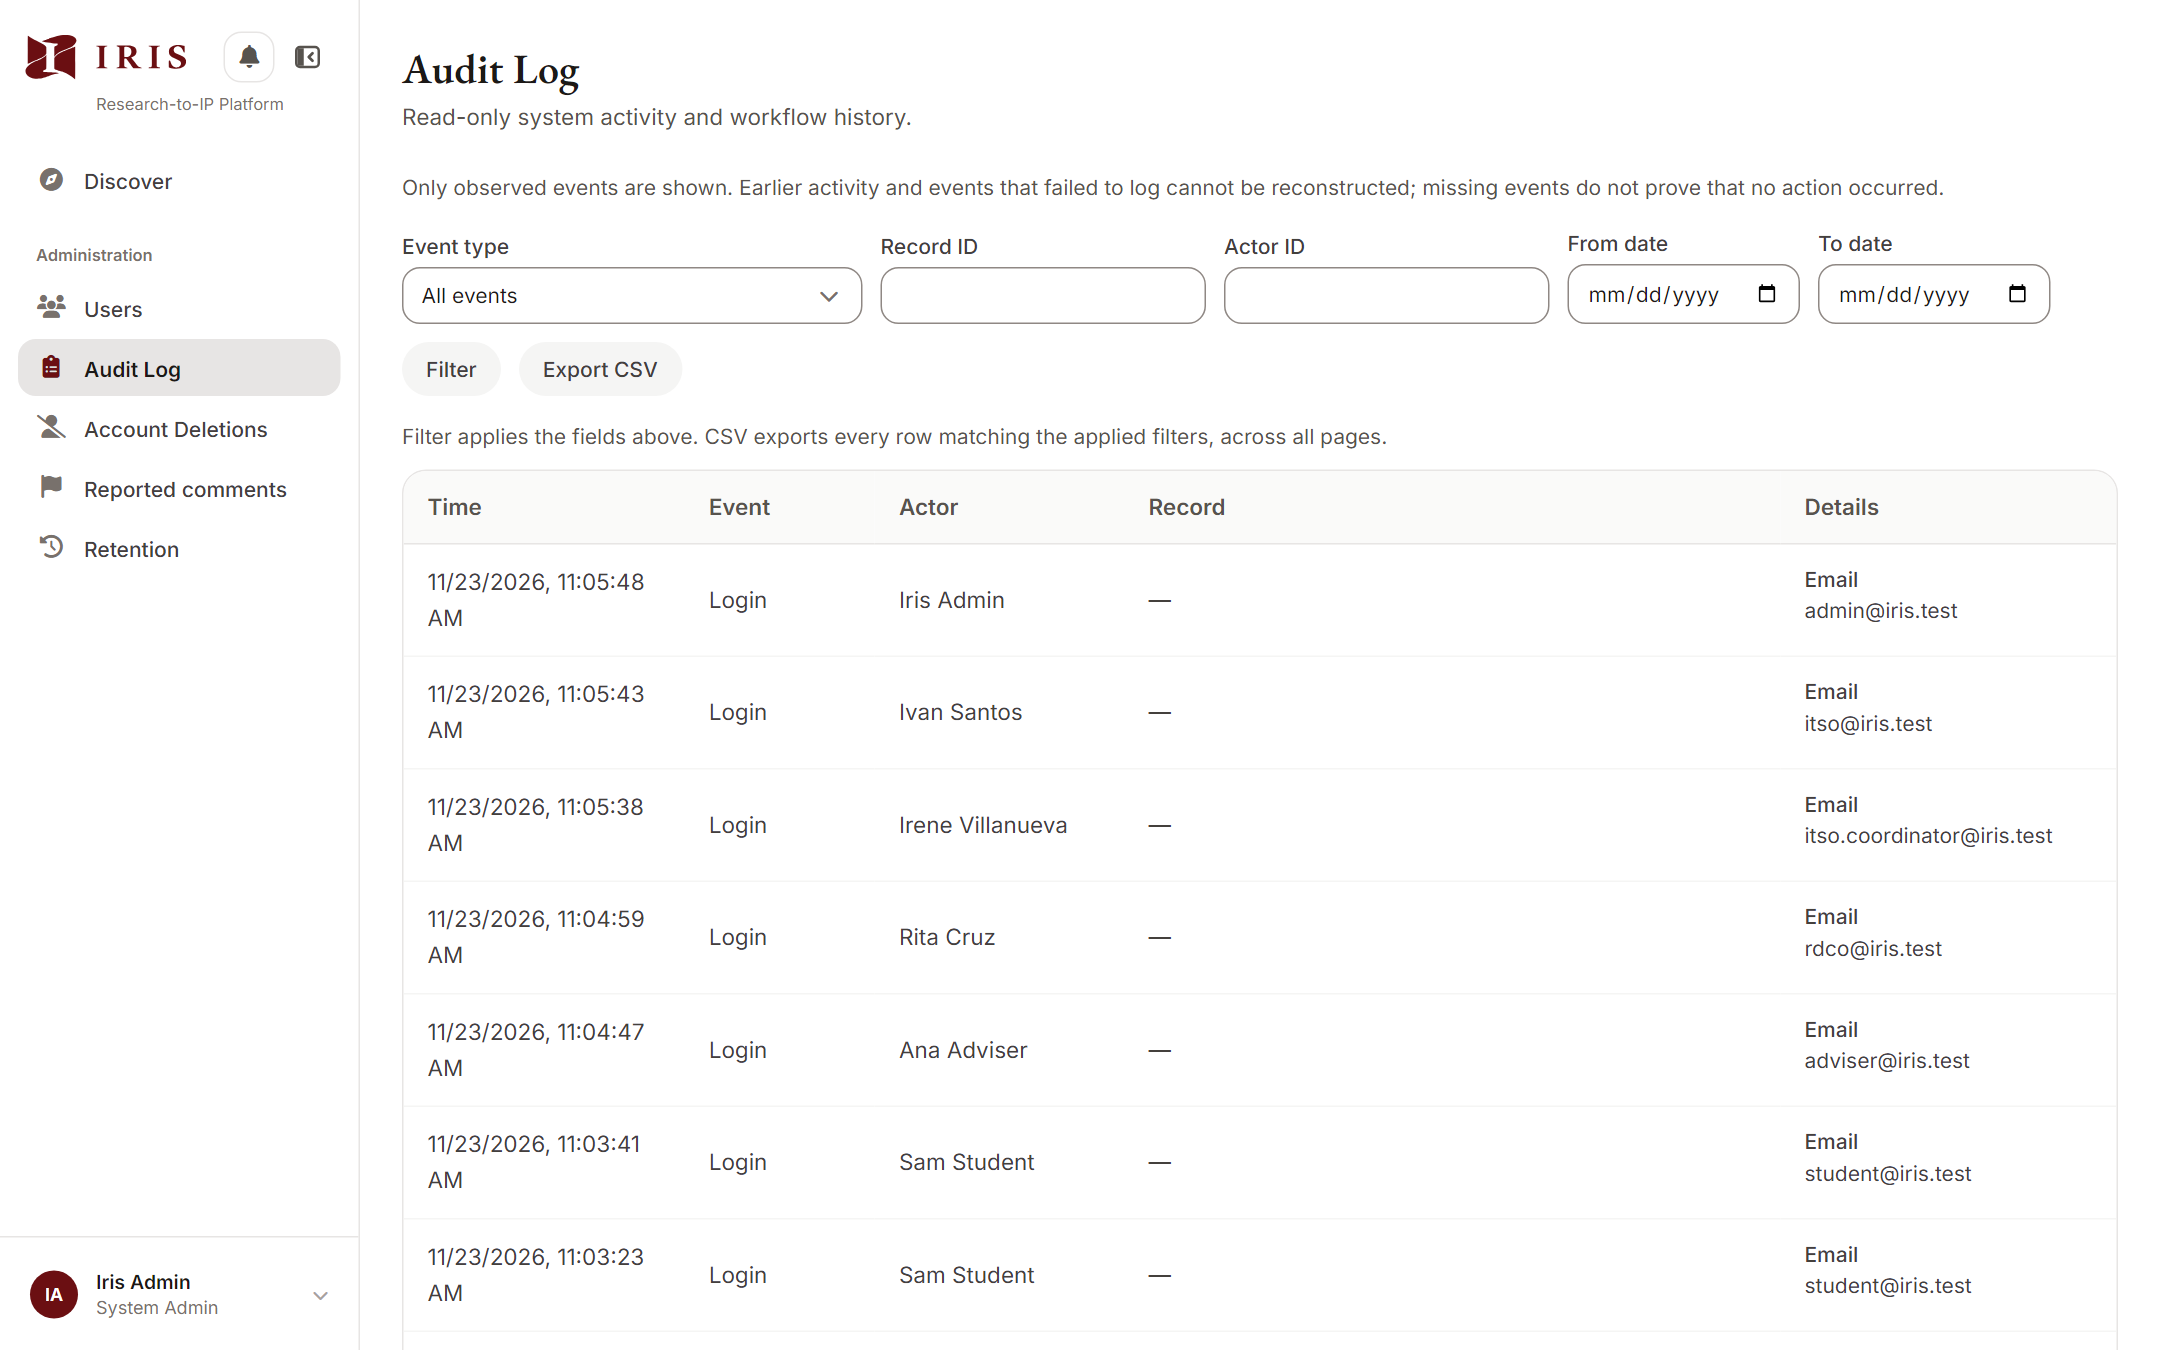 IRIS
Research-to-IP Platform
Discover
Administration
Users
Audit Log
Account Deletions
Reported comments
Retention
IA
Iris Admin
System Admin
Audit Log
Read-only system activity and workflow history.
Only observed events are shown. Earlier activity and events that failed to log cannot be reconstructed; missing events do not prove that no action occurred.
Event type
Record ID
Actor ID
From date
To date
All events
mm/dd/yyyy
mm/dd/yyyy
Filter
Export CSV
Filter applies the fields above. CSV exports every row matching the applied filters, across all pages.
Time Event Actor Record Details
11/23/2026, 11:05:48 AM Login Iris Admin — Email admin@iris.test
11/23/2026, 11:05:43 AM Login Ivan Santos — Email itso@iris.test
11/23/2026, 11:05:38 AM Login Irene Villanueva — Email itso.coordinator@iris.test
11/23/2026, 11:04:59 AM Login Rita Cruz — Email rdco@iris.test
11/23/2026, 11:04:47 AM Login Ana Adviser — Email adviser@iris.test
11/23/2026, 11:03:41 AM Login Sam Student — Email student@iris.test
11/23/2026, 11:03:23 AM Login Sam Student — Email student@iris.test